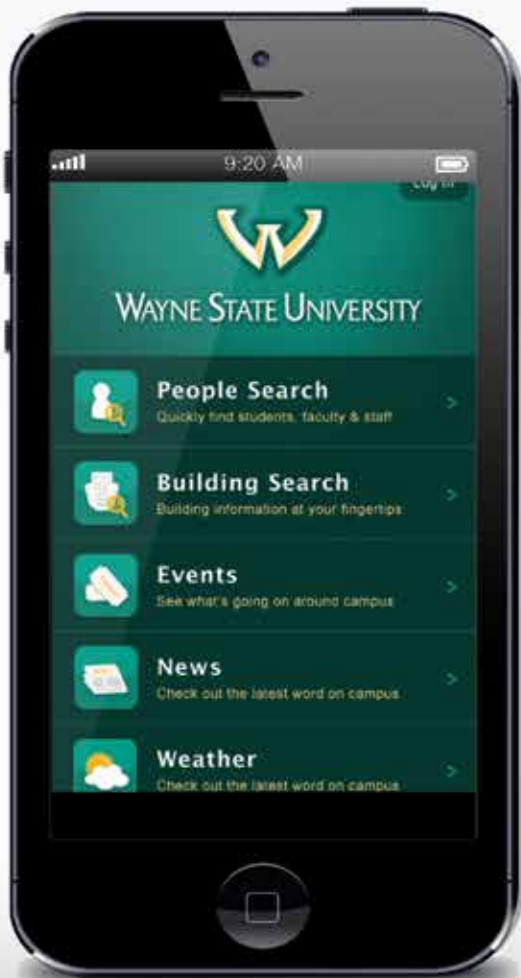 9:20 AM
Log In
WAYNE STATE UNIVERSITY
People Search
Quickly find students, faculty & staff
Building Search
Building information at your fingertips
Events
See what's going on around campus
News
Check out the latest word on campus
Weather
Check out the latest word on campus